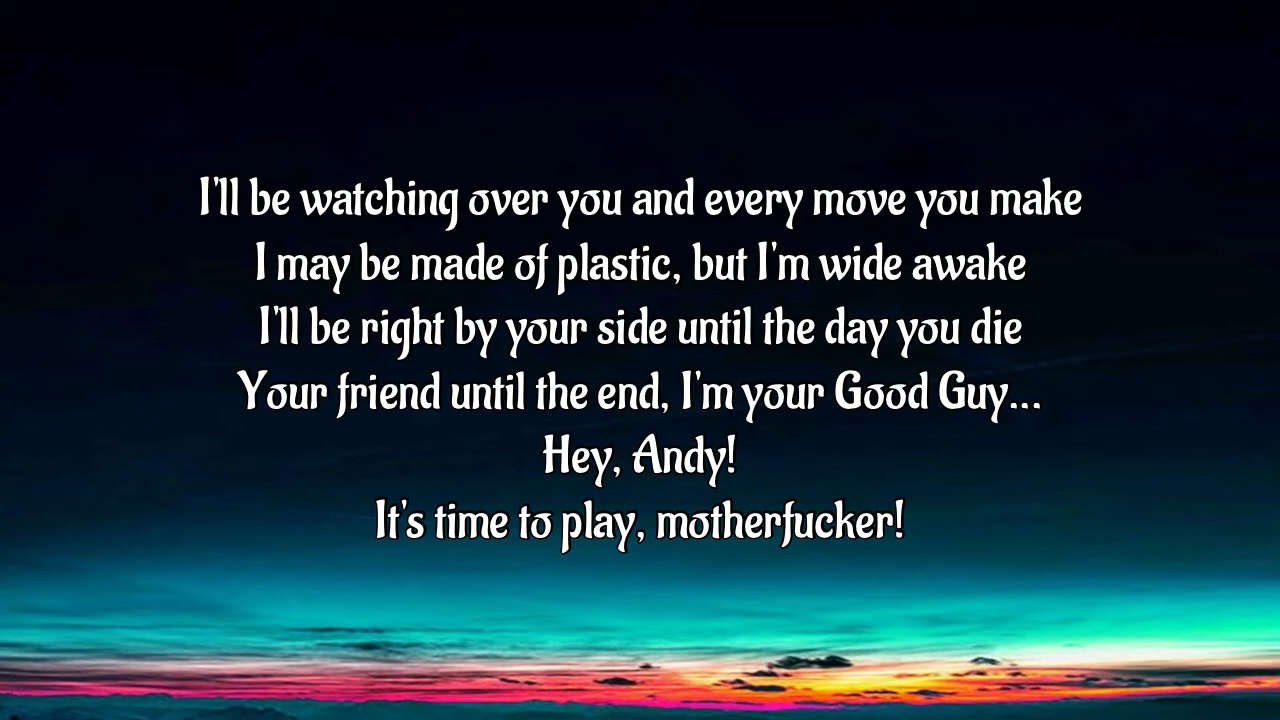 I'll be watching over you and every move you make
I may be made of plastic, but I'm wide awake
I'll be right by your side until the day you die
Your friend until the end, I'm your Good Guy...
Hey, Andy!
It's time to play, motherfucker!